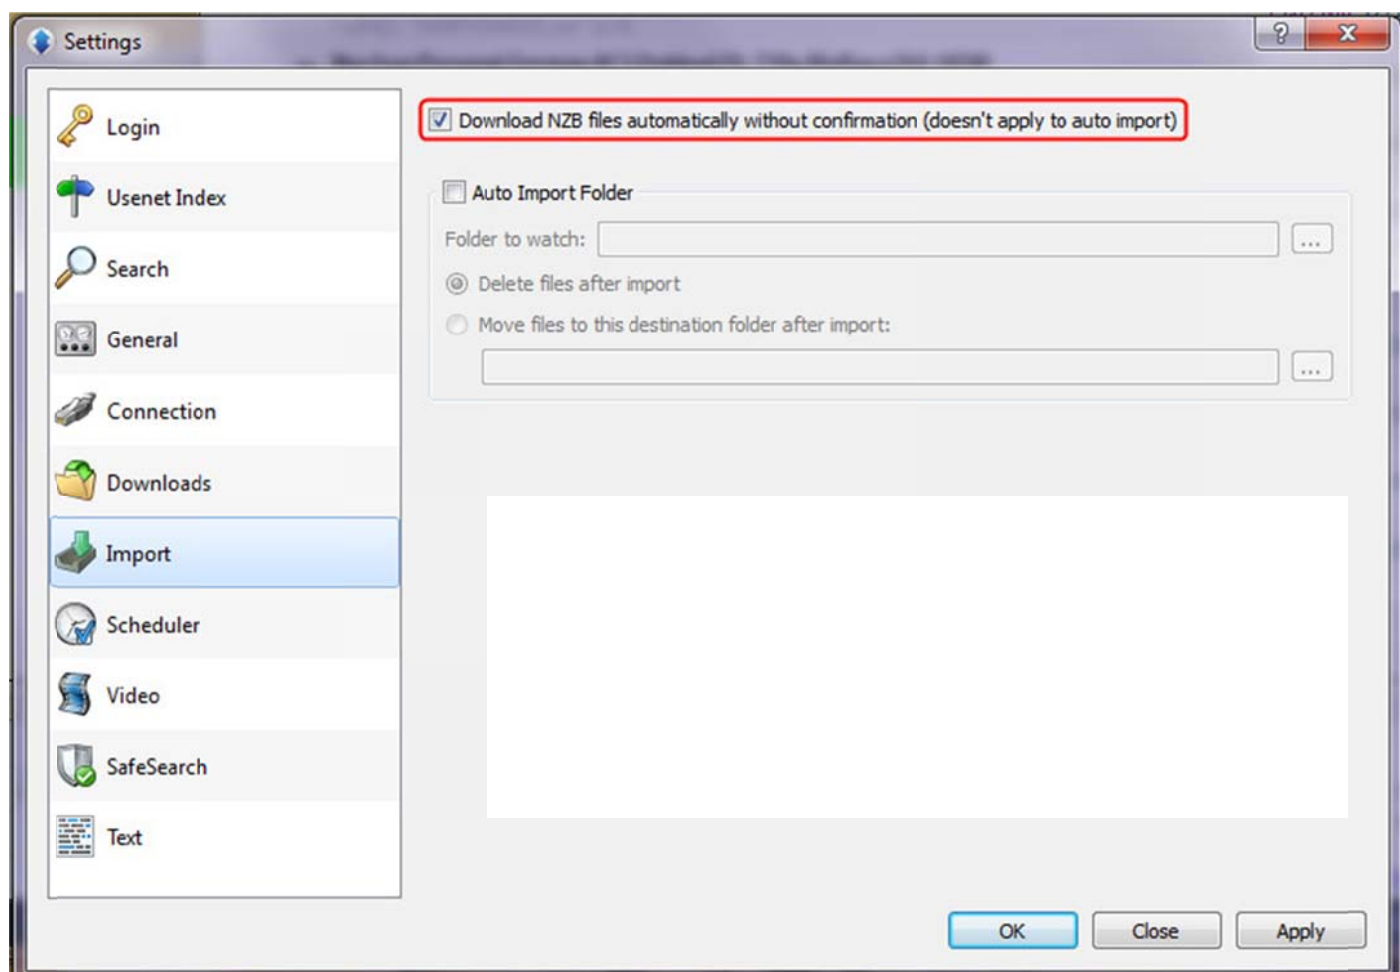 Settings
Login
Usenet Index
Search
General
Connection
Downloads
Import
Scheduler
Video
SafeSearch
Text
Download NZB files automatically without confirmation (doesn't apply to auto import)
Auto Import Folder
Folder to watch:
...
Delete files after import
Move files to this destination folder after import:
...
OK Close Apply